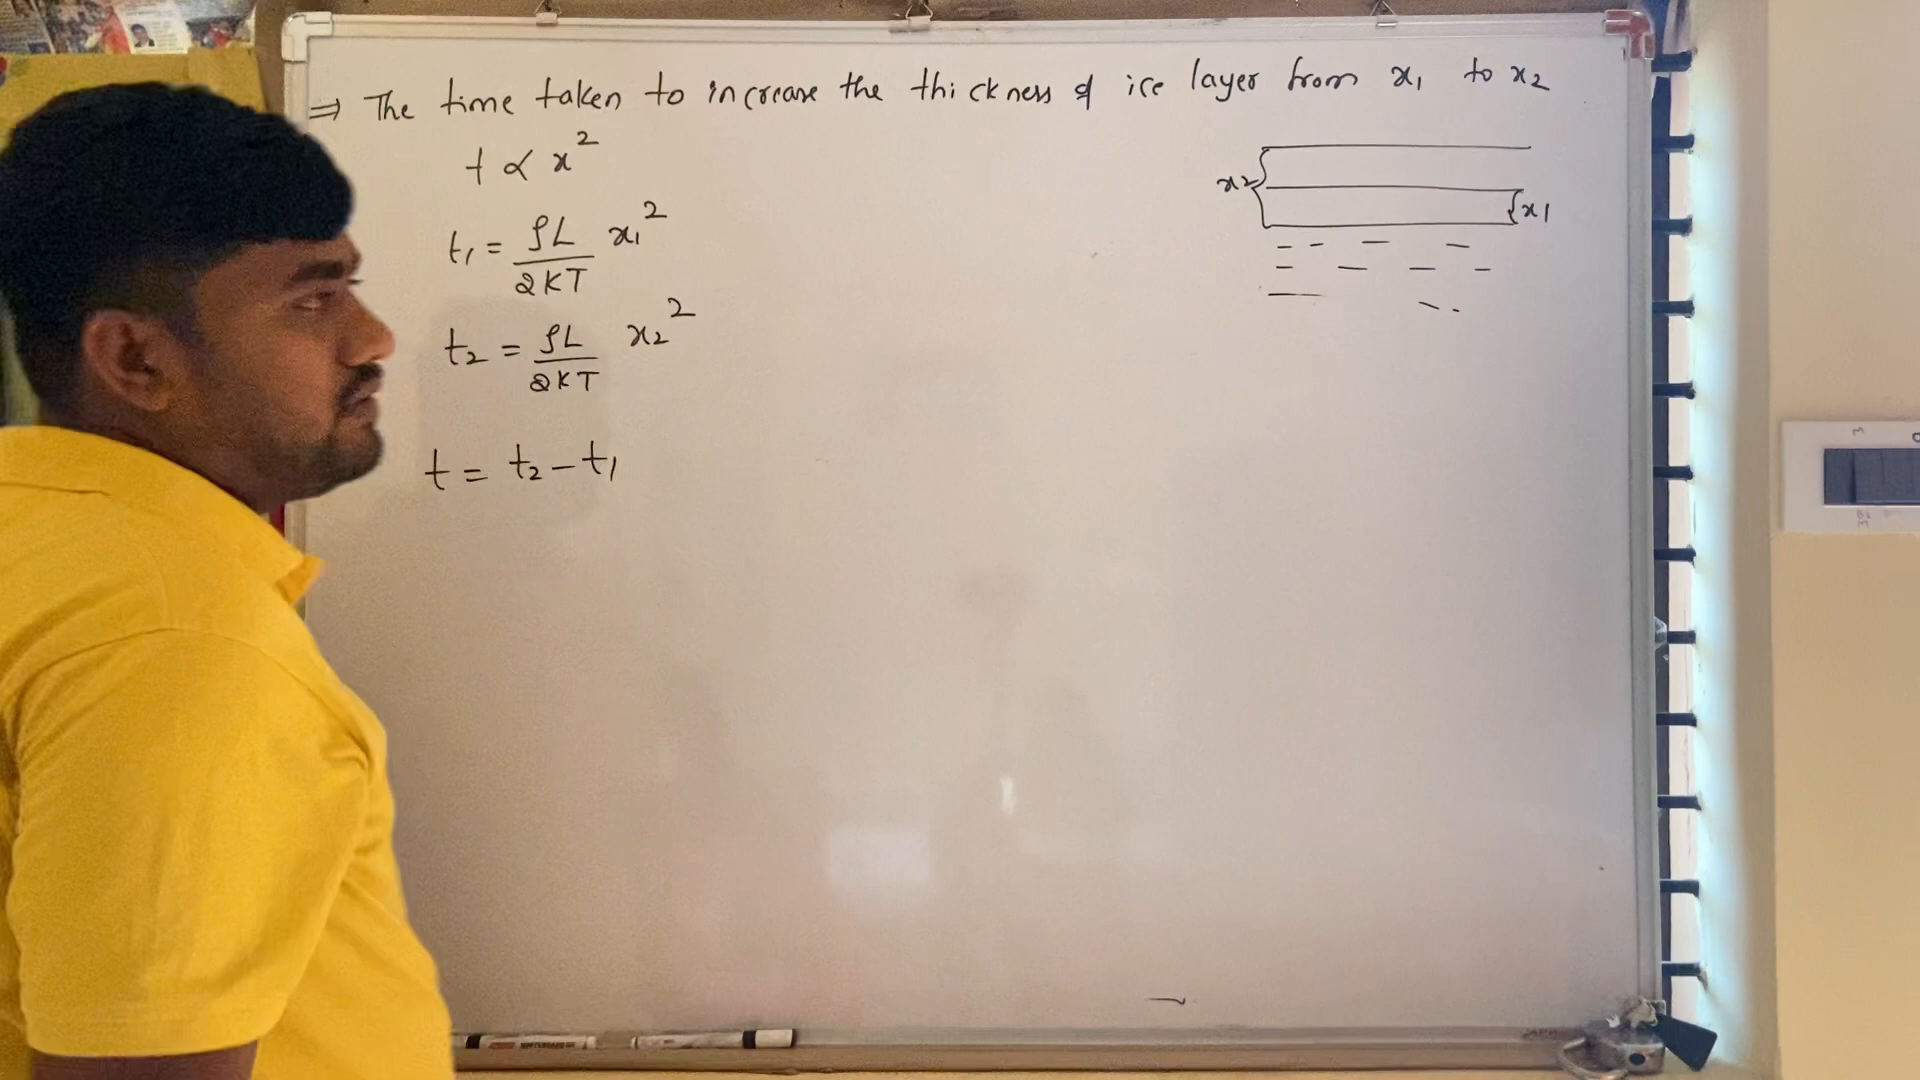 ⇒ The time taken to increase the thickness of ice layer from x₁ to x₂
t ∝ x²
t₁ = ρL/2KT x₁²
t₂ = ρL/2KT x₂²
t = t₂ - t₁
x₂
x₁